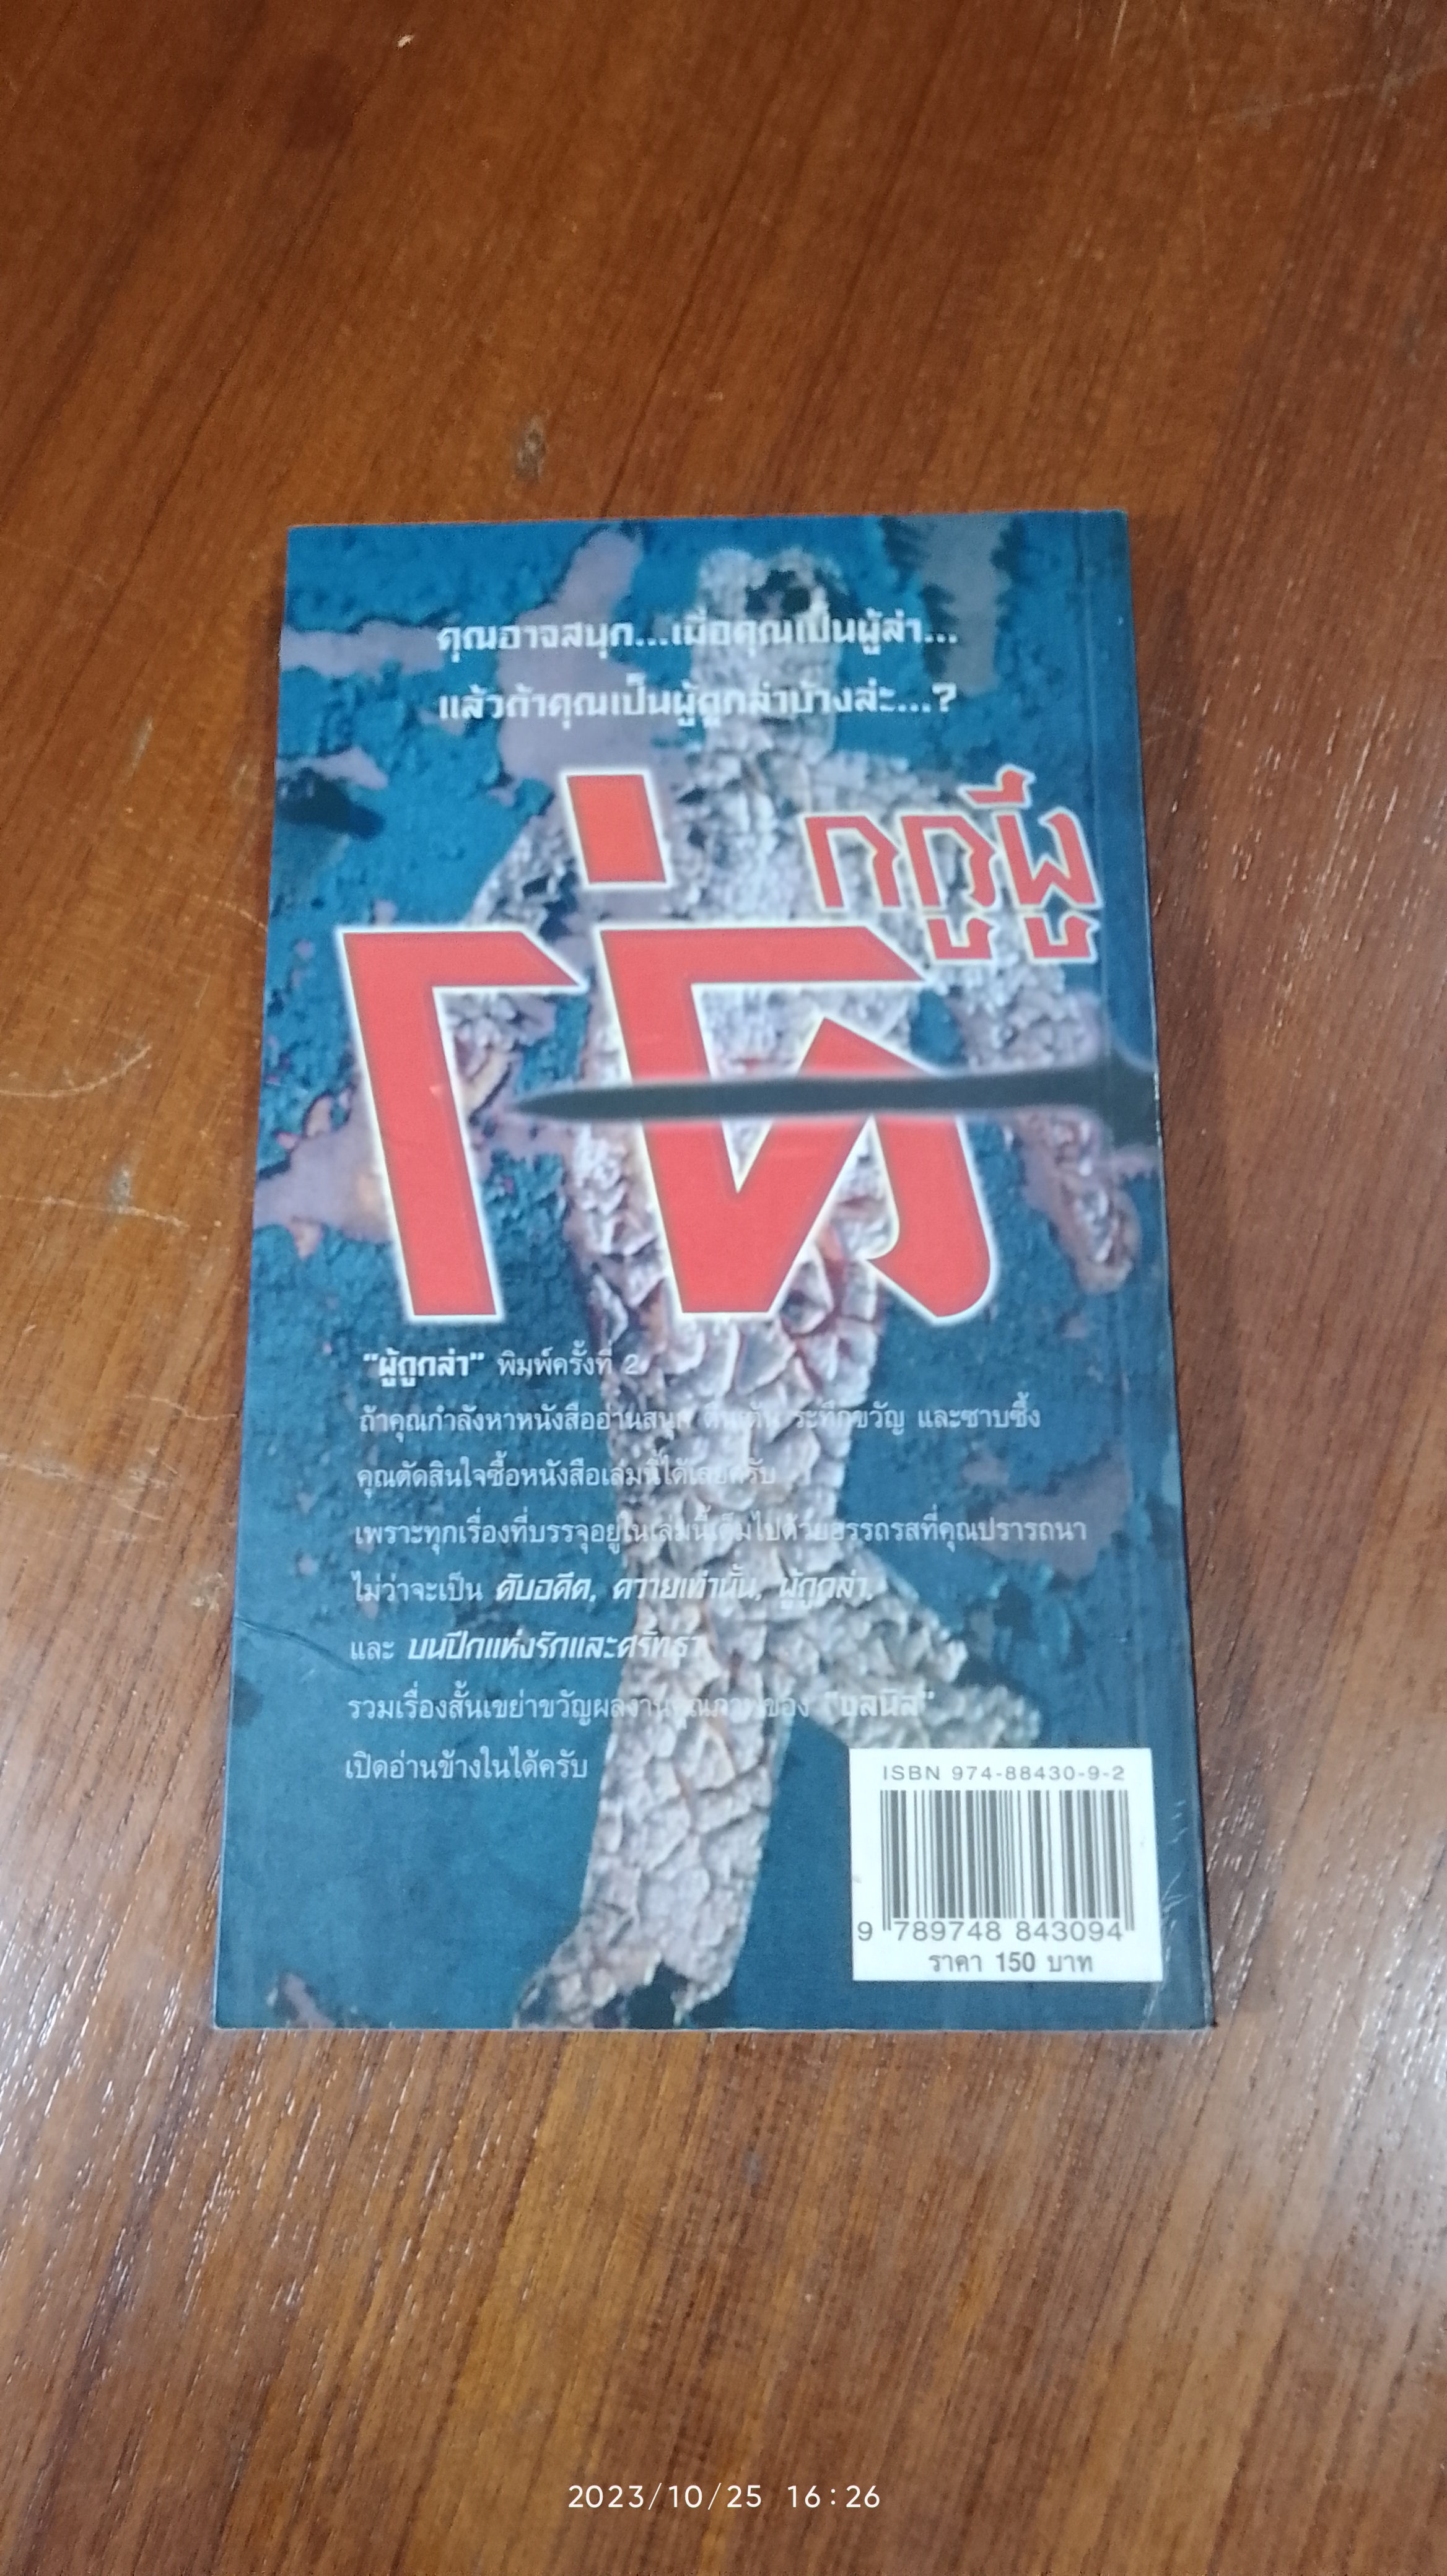 คุณอาจสนุก...เมื่อคุณเป็นผู้ล่า...
แล้วถ้าคุณเป็นผู้ถูกล่าบ้างล่ะ...?
"ผู้ถูกล่า" พิมพ์ครั้งที่ 2
ถ้าคุณกำลังหาหนังสืออ่านสนุก ตื่นเต้น ระทึกขวัญ และซาบซึ้ง
คุณตัดสินใจซื้อหนังสือเล่มนี้ได้เลยครับ
เพราะทุกเรื่องที่บรรจุอยู่ในเล่มนี้เต็มไปด้วยอรรถรสที่คุณปรารถนา
ไม่ว่าจะเป็น ดับอดีต, ควายเท่านั้น, ผู้ถูกล่า,
และ บนปีกแห่งรักและศรัทธา
รวมเรื่องสั้นเขย่าขวัญผลงานคุณภาพของ
เปิดอ่านข้างในได้ครับ
ISBN 974-88430-9-2
9 789748 843094
ราคา 150 บาท
2023/10/25 16:26